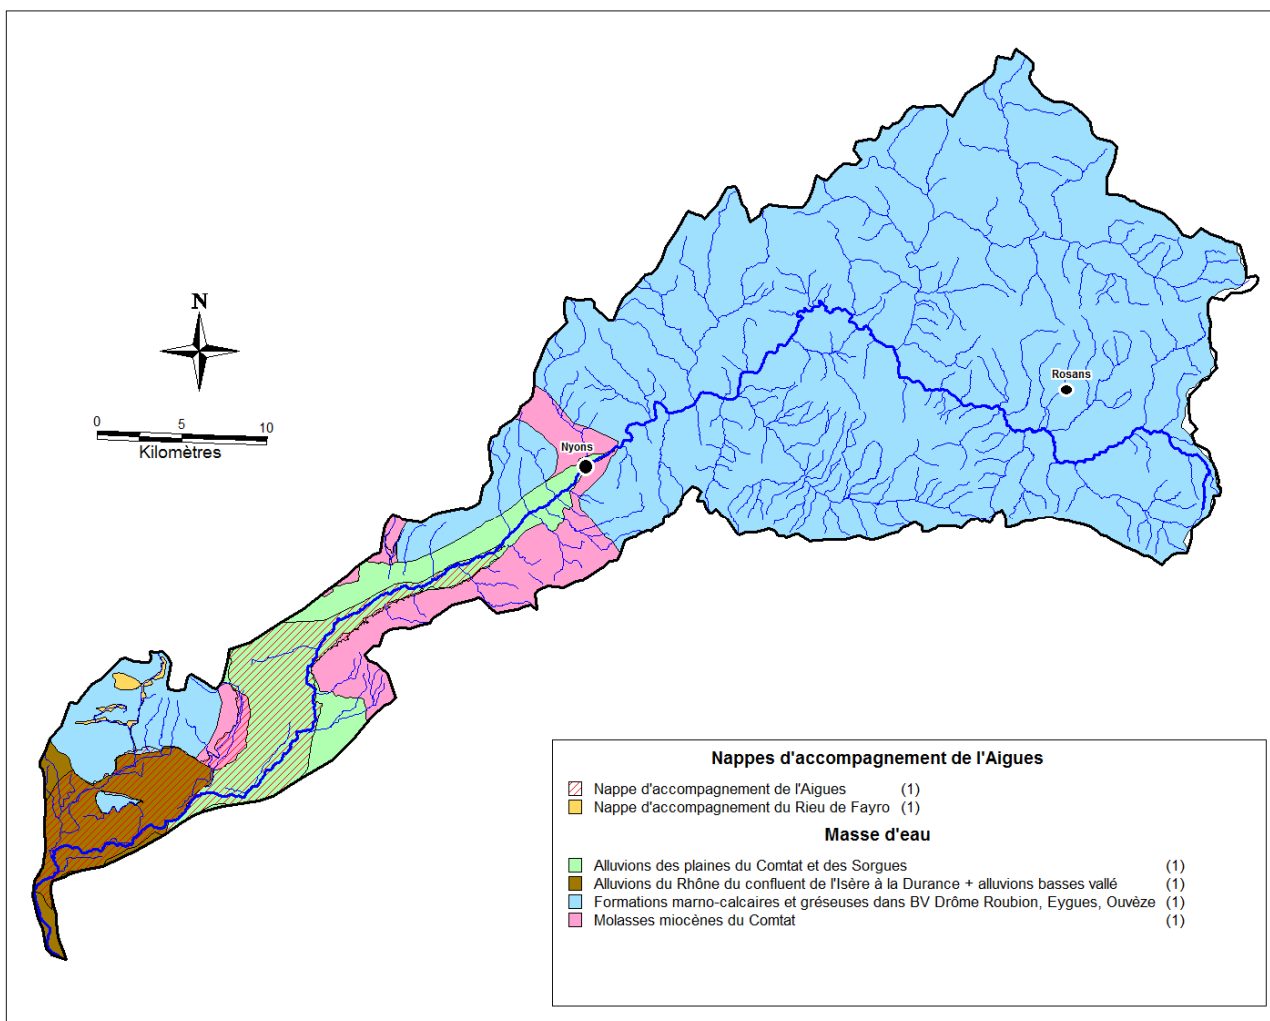 N
0 5 10
Kilomètres
Rosans
Nyons
Nappes d'accompagnement de l'Aigues
Nappe d'accompagnement de l'Aigues (1)
Nappe d'accompagnement du Rieu de Fayro (1)
Masse d'eau
Alluvions des plaines du Comtat et des Sorgues (1)
Alluvions du Rhône du confluent de l'Isère à la Durance + alluvions basses vallé (1)
Formations marno-calcaires et gréseuses dans BV Drôme Roubion, Eygues, Ouvèze (1)
Molasses miocènes du Comtat (1)